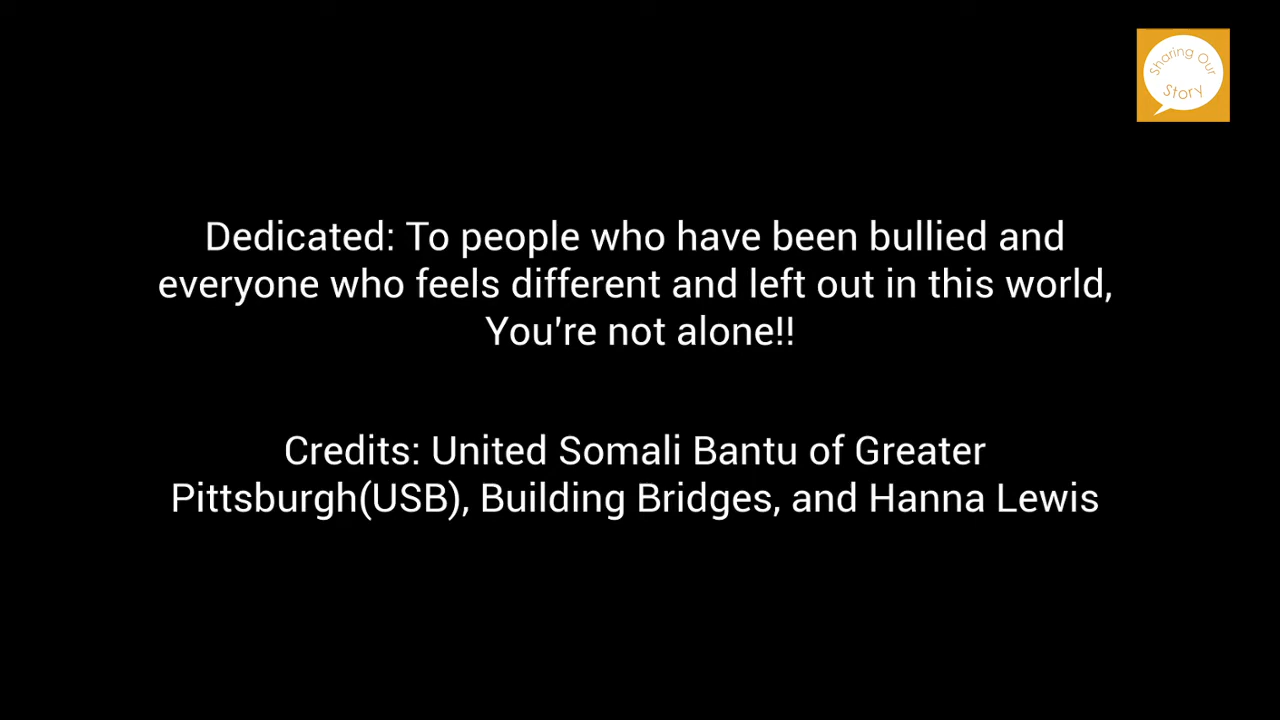 Sharing Our
Story
Dedicated: To people who have been bullied and
everyone who feels different and left out in this world,
You're not alone!!
Credits: United Somali Bantu of Greater
Pittsburgh(USB), Building Bridges, and Hanna Lewis